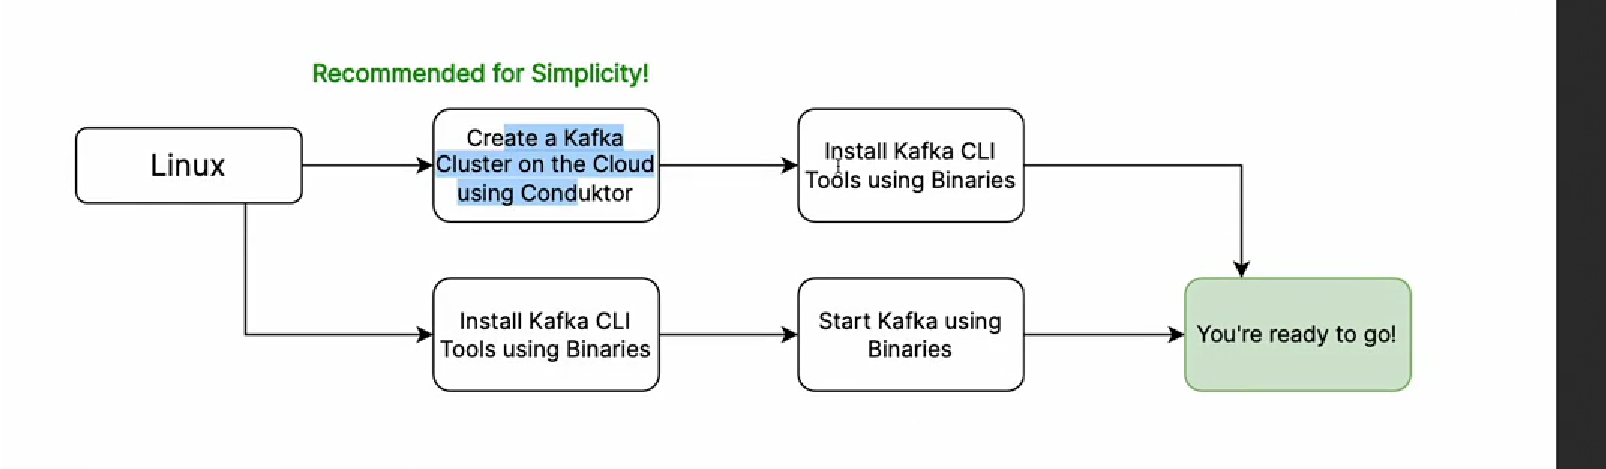 Recommended for Simplicity!
Linux
Create a Kafka
Cluster on the Cloud
using Conduktor
Install Kafka CLI
Tools using Binaries
Install Kafka CLI
Tools using Binaries
Start Kafka using
Binaries
You're ready to go!